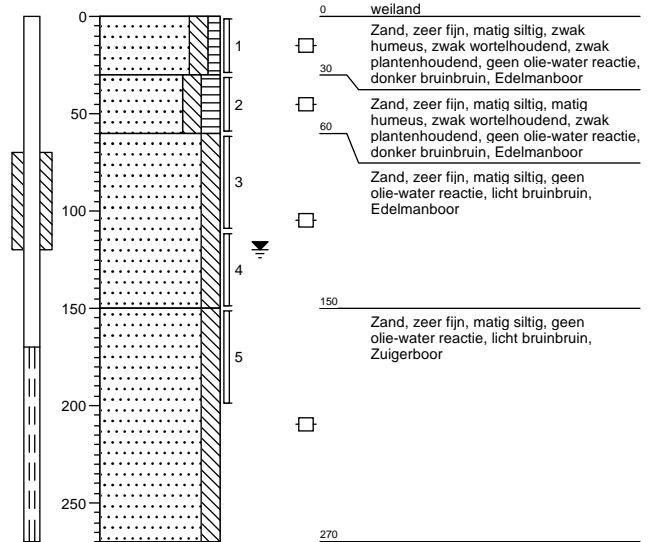 0
50
100
150
200
250
1
2
3
4
5
0 weiland
Zand, zeer fijn, matig siltig, zwak
humeus, zwak wortelhoudend, zwak
plantenhoudend, geen olie-water reactie,
donker bruinbruin, Edelmanboor
30
Zand, zeer fijn, matig siltig, matig
humeus, zwak wortelhoudend, zwak
plantenhoudend, geen olie-water reactie,
donker bruinbruin, Edelmanboor
60
Zand, zeer fijn, matig siltig, geen
olie-water reactie, licht bruinbruin,
Edelmanboor
150
Zand, zeer fijn, matig siltig, geen
olie-water reactie, licht bruinbruin,
Zuigerboor
270